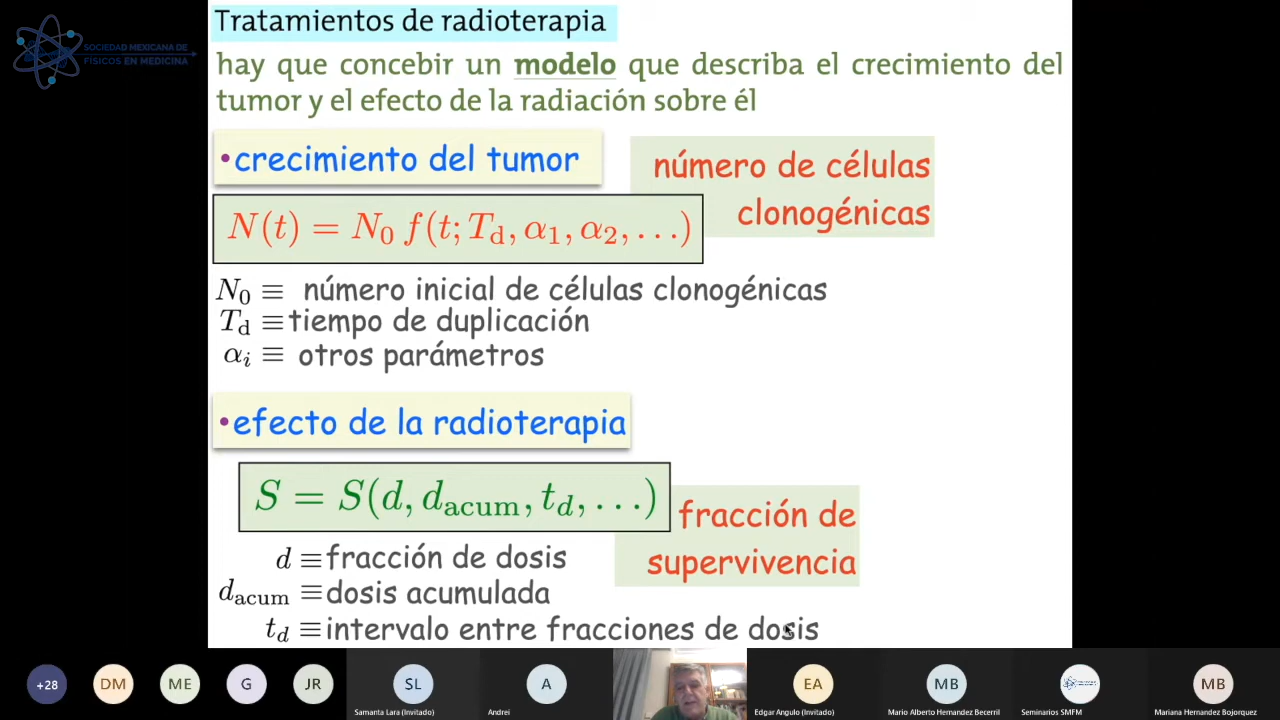 Tratamientos de radioterapia
SOCIEDAD MEXICANA DE
FÍSICOS EN MEDICINA
hay que concebir un modelo que describa el crecimiento del
tumor y el efecto de la radiación sobre él
•crecimiento del tumor
número de células
clonogénicas
N(t) = N₀ f(t; T_d, α₁, α₂, . . .)
N₀ ≡ número inicial de células clonogénicas
T_d ≡ tiempo de duplicación
α_i ≡ otros parámetros
•efecto de la radioterapia
S = S(d, d_acum, t_d, . . .)
fracción de
supervivencia
d ≡ fracción de dosis
d_acum ≡ dosis acumulada
t_d ≡ intervalo entre fracciones de dosis
+28 DM ME G JR SL A EA MB MB
Samanta Lara (Invitado) Andrei Edgar Angulo (Invitado) Mario Alberto Hernandez Becerril Seminarios SMFM Mariana Hernandez Bojorquez